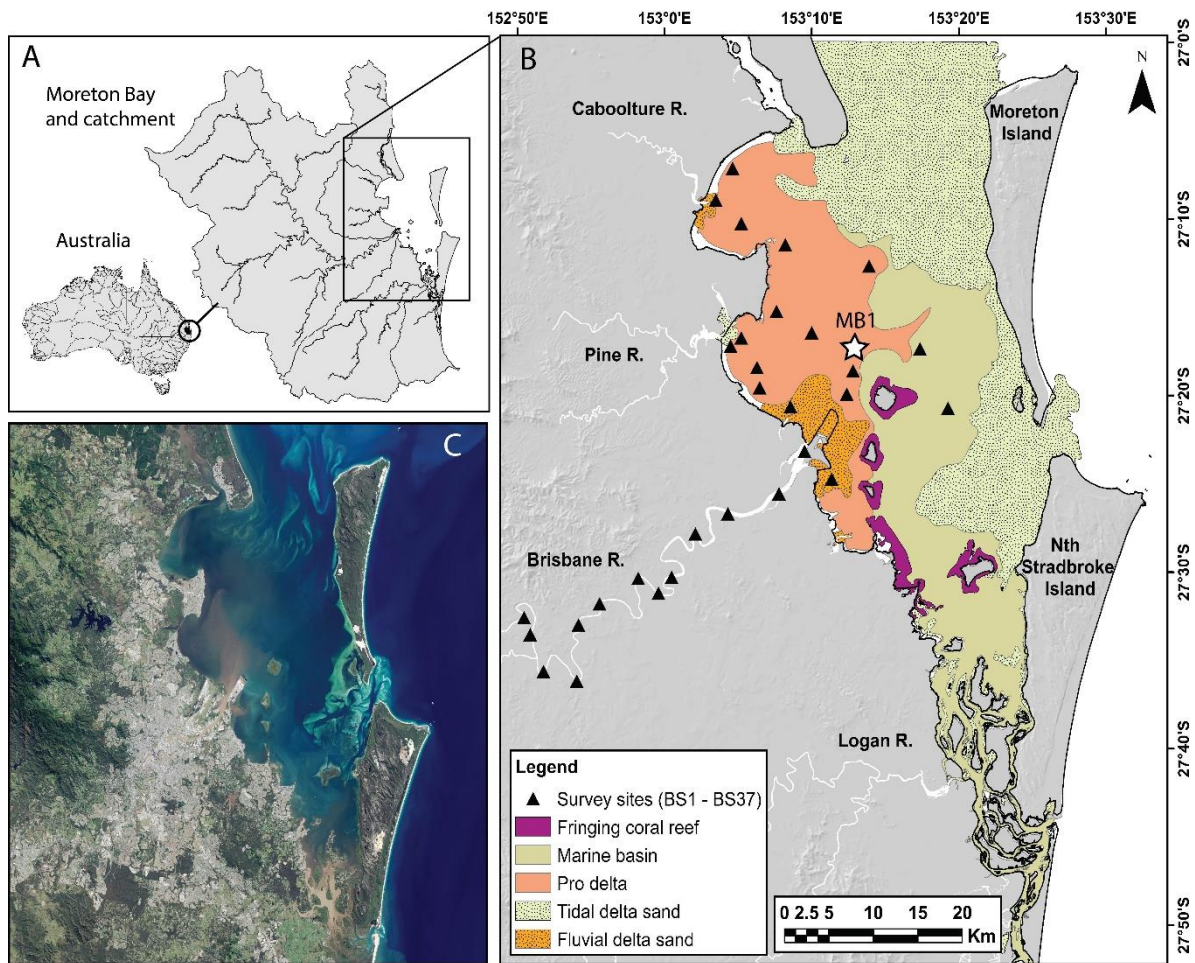 A
Moreton Bay
and catchment
Australia
C
B
152°50'E
153°0'E
153°10'E
153°20'E
153°30'E
27°0'S
27°10'S
27°20'S
27°30'S
27°40'S
27°50'S
N
Caboolture R.
Moreton
Island
Pine R.
MB1
Brisbane R.
Nth
Stradbroke
Island
Logan R.
Legend
Survey sites (BS1 - BS37)
Fringing coral reef
Marine basin
Pro delta
Tidal delta sand
Fluvial delta sand
0 2.5 5 10 15 20
Km